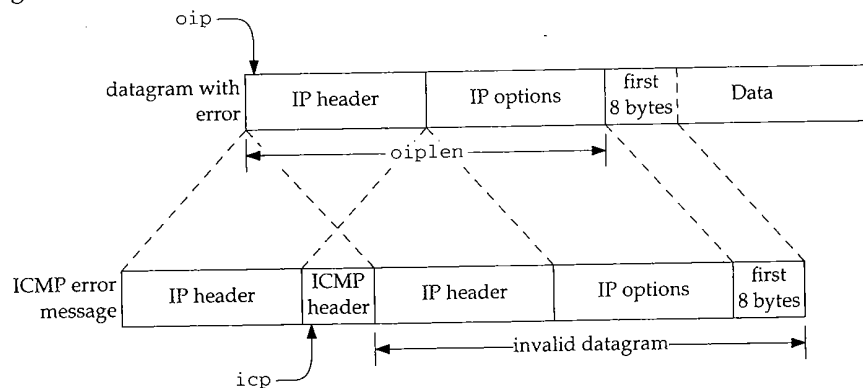 g
oip
datagram with
error
IP header
IP options
first
8 bytes
Data
oiplen
ICMP error
message
IP header
ICMP
header
IP header
IP options
first
8 bytes
invalid datagram
icp